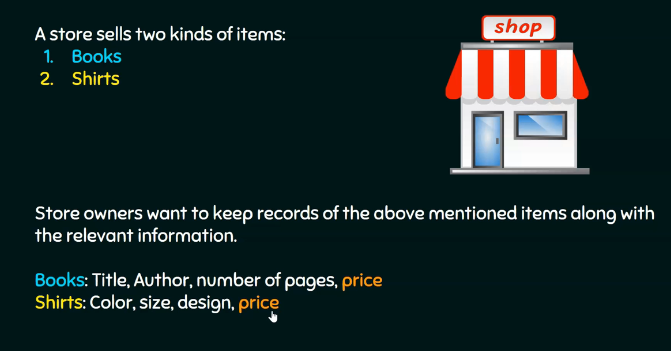 shop
A store sells two kinds of items:
1. Books
2. Shirts
Store owners want to keep records of the above mentioned items along with
the relevant information.
Books: Title, Author, number of pages, price
Shirts: Color, size, design, price